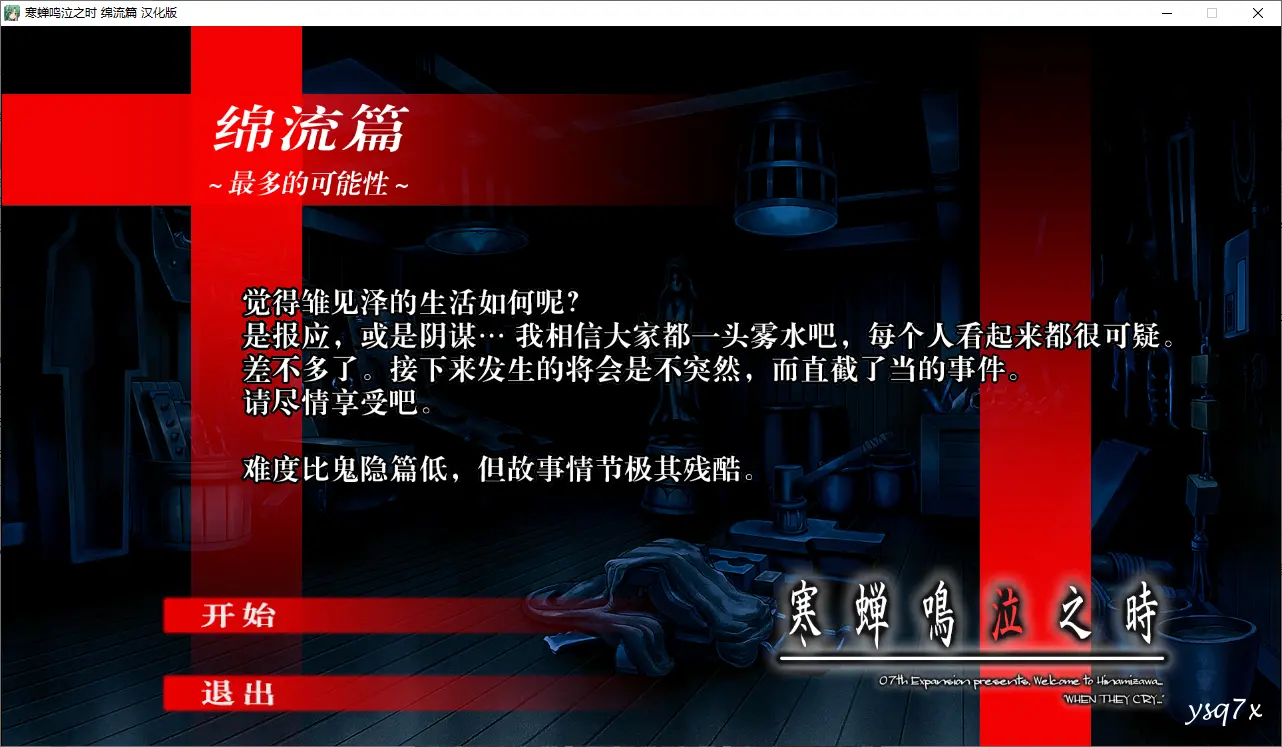 寒蝉鸣泣之时 绵流篇 汉化版
绵流篇
~最多的可能性~
觉得雏见泽的生活如何呢？
是报应，或是阴谋… 我相信大家都一头雾水吧，每个人看起来都很可疑。
差不多了。接下来发生的将会是不突然，而直截了当的事件。
请尽情享受吧。
难度比鬼隐篇低，但故事情节极其残酷。
开始
退出
寒蝉鳴泣之時
07th Expansion presents. Welcome to Hinamizawa...
"WHEN THEY CRY..."
ysq7x